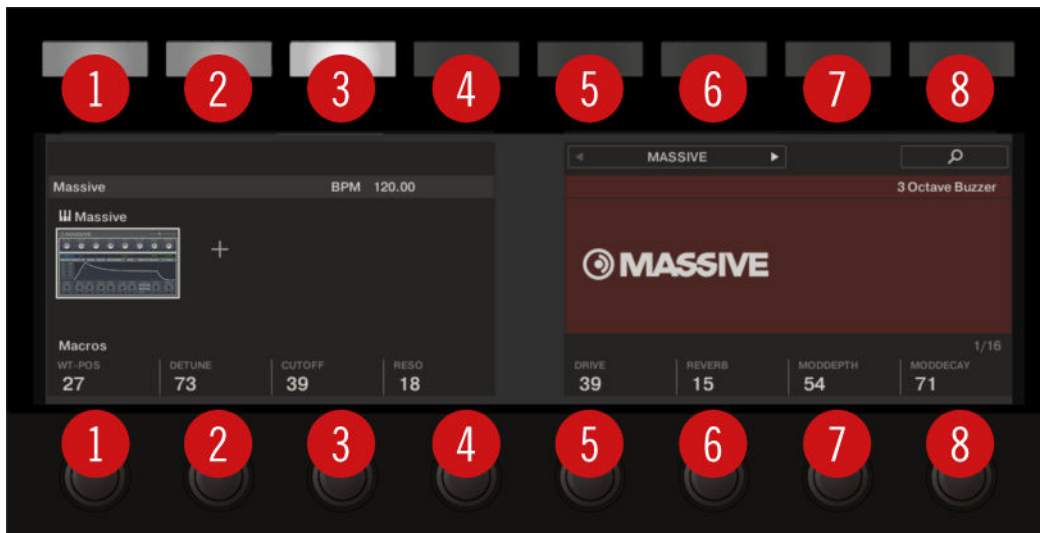 1 2 3 4 5 6 7 8
MASSIVE
Massive BPM 120.00
3 Octave Buzzer
Massive
MASSIVE
Macros
1/16
WT-POS DETUNE CUTOFF RESO DRIVE REVERB MODDEPTH MODDECAY
27 73 39 18 39 15 54 71
1 2 3 4 5 6 7 8